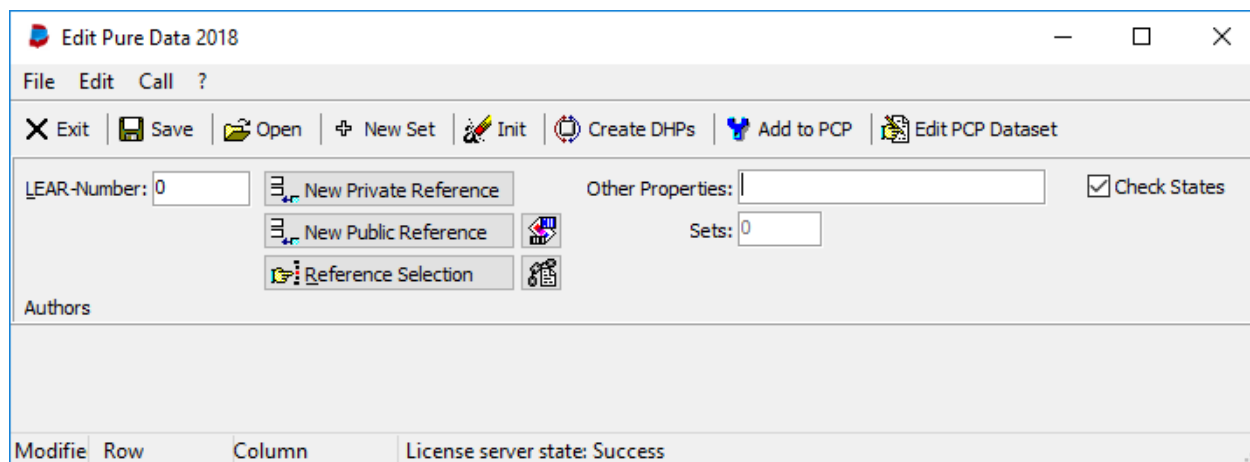 Edit Pure Data 2018
File Edit Call ?
Exit Save Open New Set Init Create DHPs Add to PCP Edit PCP Dataset
LEAR-Number: 0 New Private Reference Other Properties: Check States
New Public Reference Sets: 0
Reference Selection
Authors
Modifie Row Column License server state: Success